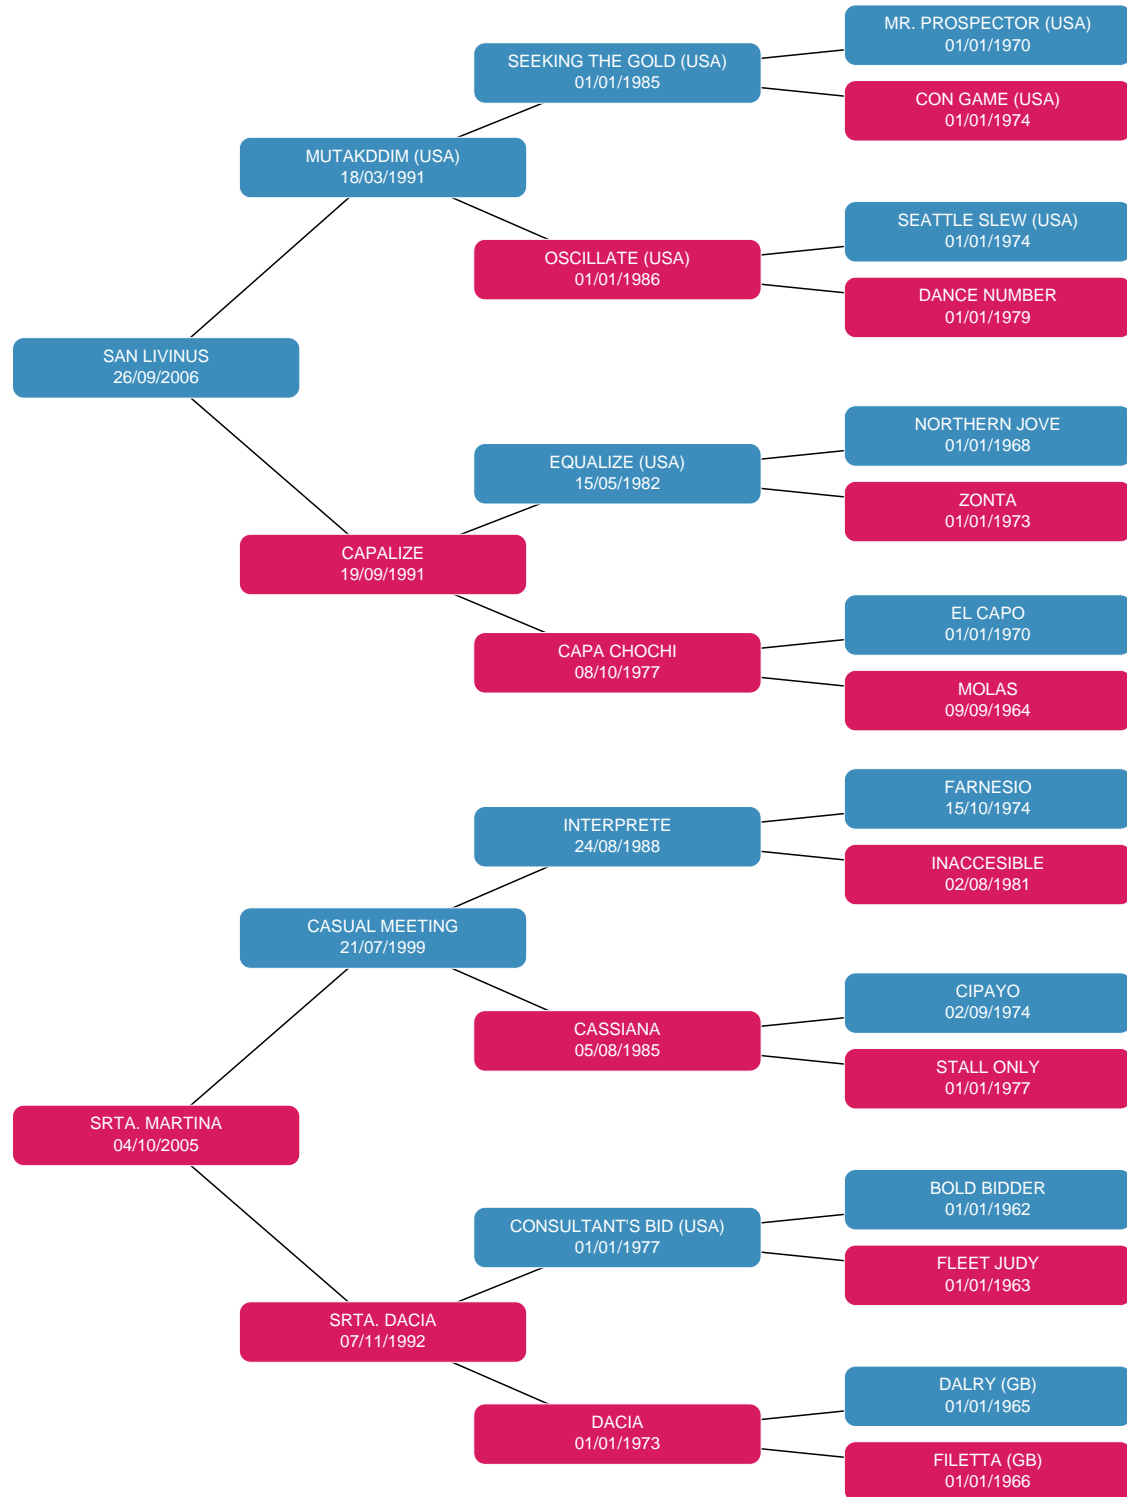 MR. PROSPECTOR (USA)
01/01/1970
SEEKING THE GOLD (USA)
01/01/1985
CON GAME (USA)
01/01/1974
MUTAKDDIM (USA)
18/03/1991
SEATTLE SLEW (USA)
01/01/1974
OSCILLATE (USA)
01/01/1986
DANCE NUMBER
01/01/1979
SAN LIVINUS
26/09/2006
NORTHERN JOVE
01/01/1968
EQUALIZE (USA)
15/05/1982
ZONTA
01/01/1973
CAPALIZE
19/09/1991
EL CAPO
01/01/1970
CAPA CHOCHI
08/10/1977
MOLAS
09/09/1964
FARNESIO
15/10/1974
INTERPRETE
24/08/1988
INACCESIBLE
02/08/1981
CASUAL MEETING
21/07/1999
CIPAYO
02/09/1974
CASSIANA
05/08/1985
STALL ONLY
01/01/1977
SRTA. MARTINA
04/10/2005
BOLD BIDDER
01/01/1962
CONSULTANT'S BID (USA)
01/01/1977
FLEET JUDY
01/01/1963
SRTA. DACIA
07/11/1992
DALRY (GB)
01/01/1965
DACIA
01/01/1973
FILETTA (GB)
01/01/1966